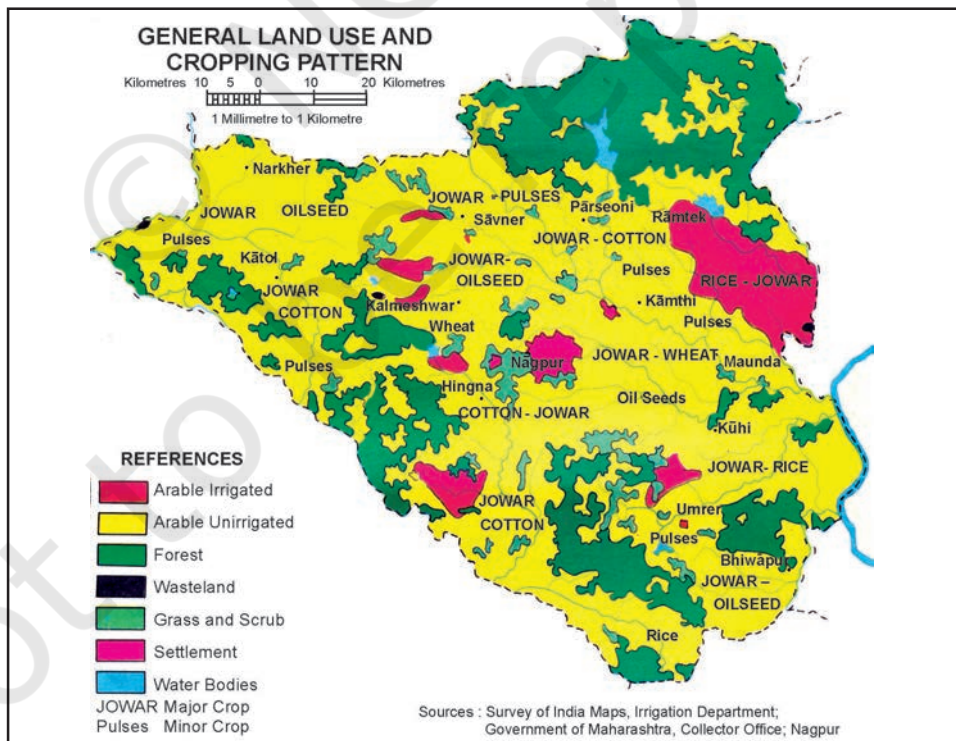 GENERAL LAND USE AND
CROPPING PATTERN
Kilometres 10 5 0 10 20 Kilometres
1 Millimetre to 1 Kilometre
Narkher
JOWAR
OILSEED
JOWAR - PULSES
Sāvner
Pārseoni
Rāmtek
Pulses
Kātol
JOWAR - COTTON
JOWAR-
OILSEED
Pulses
RICE - JOWAR
JOWAR
COTTON
Kalmeshwar
Kāmthi
Wheat
Pulses
Pulses
Nāgpur
JOWAR - WHEAT
Maunda
Hingna
Oil Seeds
COTTON - JOWAR
Kūhi
JOWAR- RICE
JOWAR
COTTON
Umrer
Pulses
Bhiwāpur
JOWAR –
OILSEED
Rice
REFERENCES
Arable Irrigated
Arable Unirrigated
Forest
Wasteland
Grass and Scrub
Settlement
Water Bodies
JOWAR Major Crop
Pulses Minor Crop
Sources : Survey of India Maps, Irrigation Department;
Government of Maharashtra, Collector Office; Nagpur